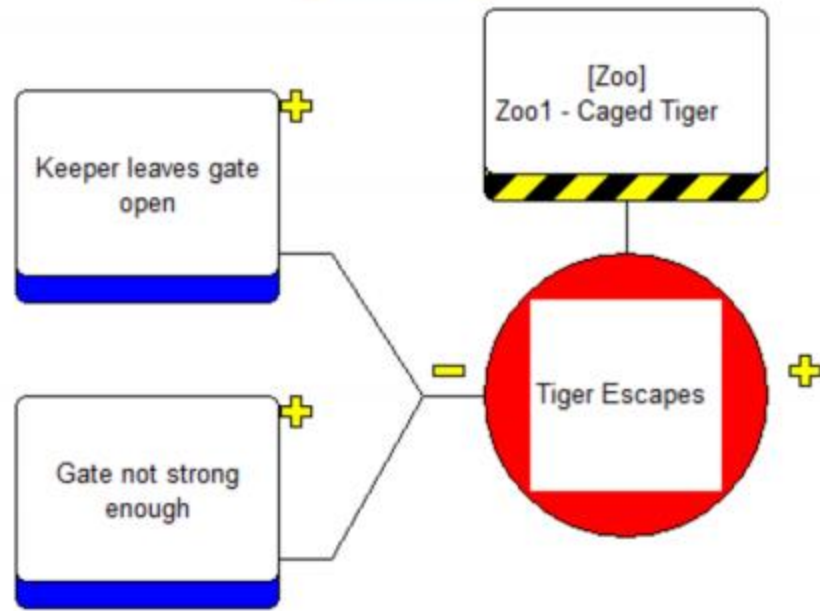 [Zoo]
Zoo1 - Caged Tiger
Keeper leaves gate
open
Tiger Escapes
Gate not strong
enough